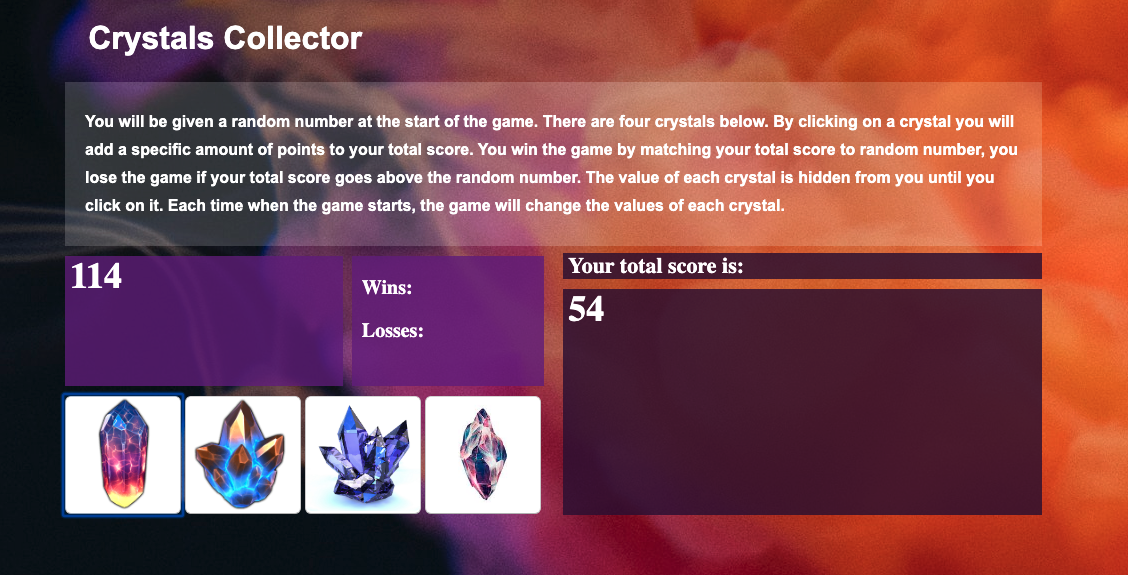 Crystals Collector
You will be given a random number at the start of the game. There are four crystals below. By clicking on a crystal you will
add a specific amount of points to your total score. You win the game by matching your total score to random number, you
lose the game if your total score goes above the random number. The value of each crystal is hidden from you until you
click on it. Each time when the game starts, the game will change the values of each crystal.
114
Wins:
Losses:
Your total score is:
54